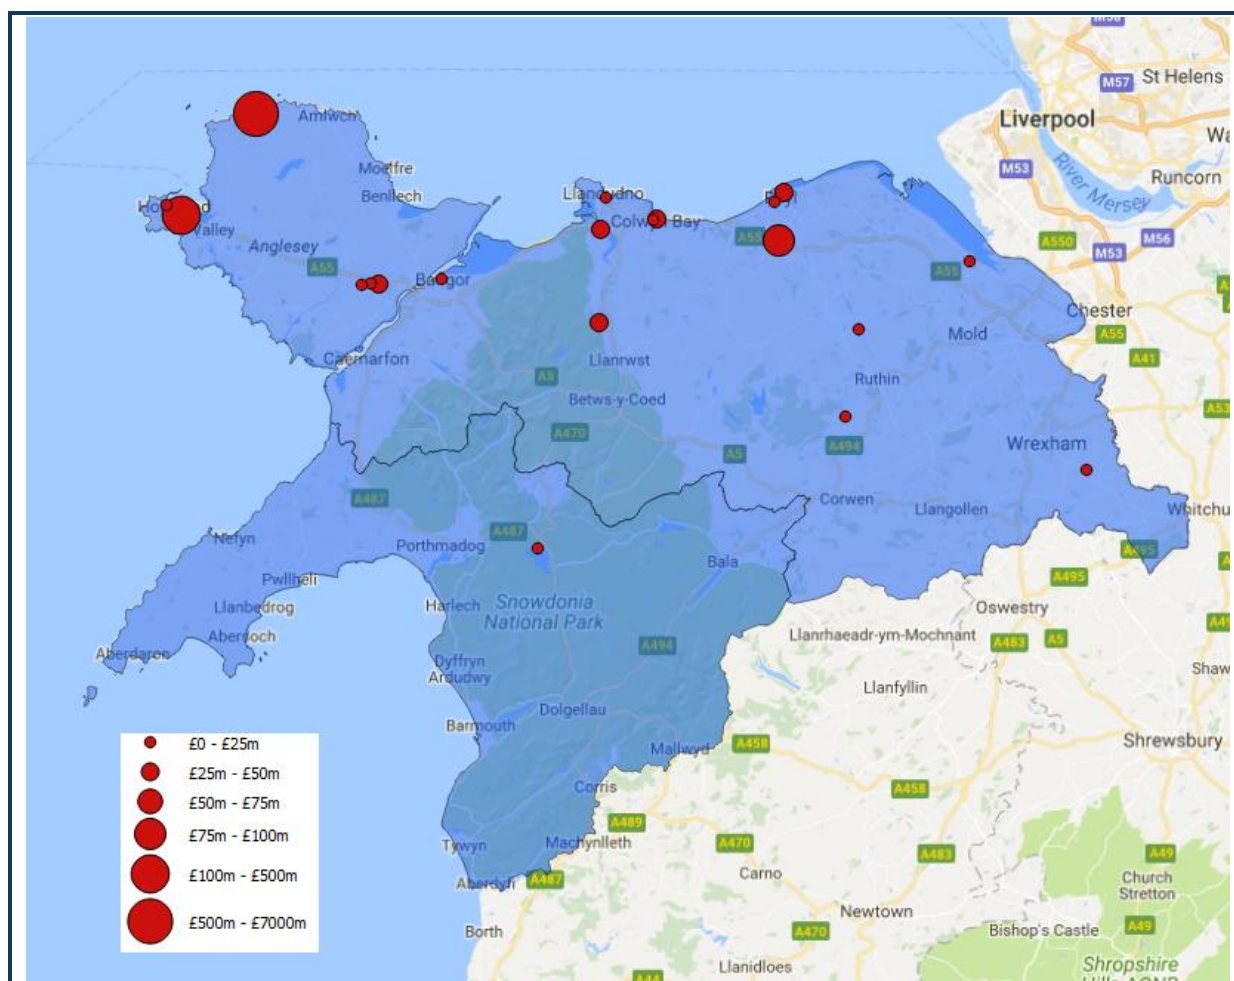 M58
St Helens
M57
Liverpool
Wa
Amlwch
M53
Moelfre
Runcorn
Benllech
Llandudno
River Mersey
Colwyn Bay
Valley
M56
Anglesey
A55
A550
M53
A55
Bangor
A55
Chester
Mold
A55
Caernarfon
A41
Llanrwst
A5
Ruthin
Betws-y-Coed
A53
A470
Wrexham
A494
A5
A487
Corwen
Llangollen
Whitchu
A487
Nefyn
Porthmadog
A495
Bala
Pwllheli
A495
Snowdonia
National Park
Harlech
Llanbedrog
Oswestry
Abersoch
Llanrhaeadr-ym-Mochnant
A483
A5
A49
Aberdaron
A494
Dyffryn
Ardudwy
Shaw
Llanfyllin
Dolgellau
Barmouth
Mallwyd
A458
Shrewsbury
£0 - £25m
£25m - £50m
£50m - £75m
£75m - £100m
£100m - £500m
£500m - £7000m
Corris
A458
A489
Machynlleth
A470
Tywyn
A483
A49
Aberdyfi
A487
Carno
Church
Stretton
Newtown
Borth
A470
Bishop's Castle
A49
Llanidloes
Shropshire
A44
Hills AONB